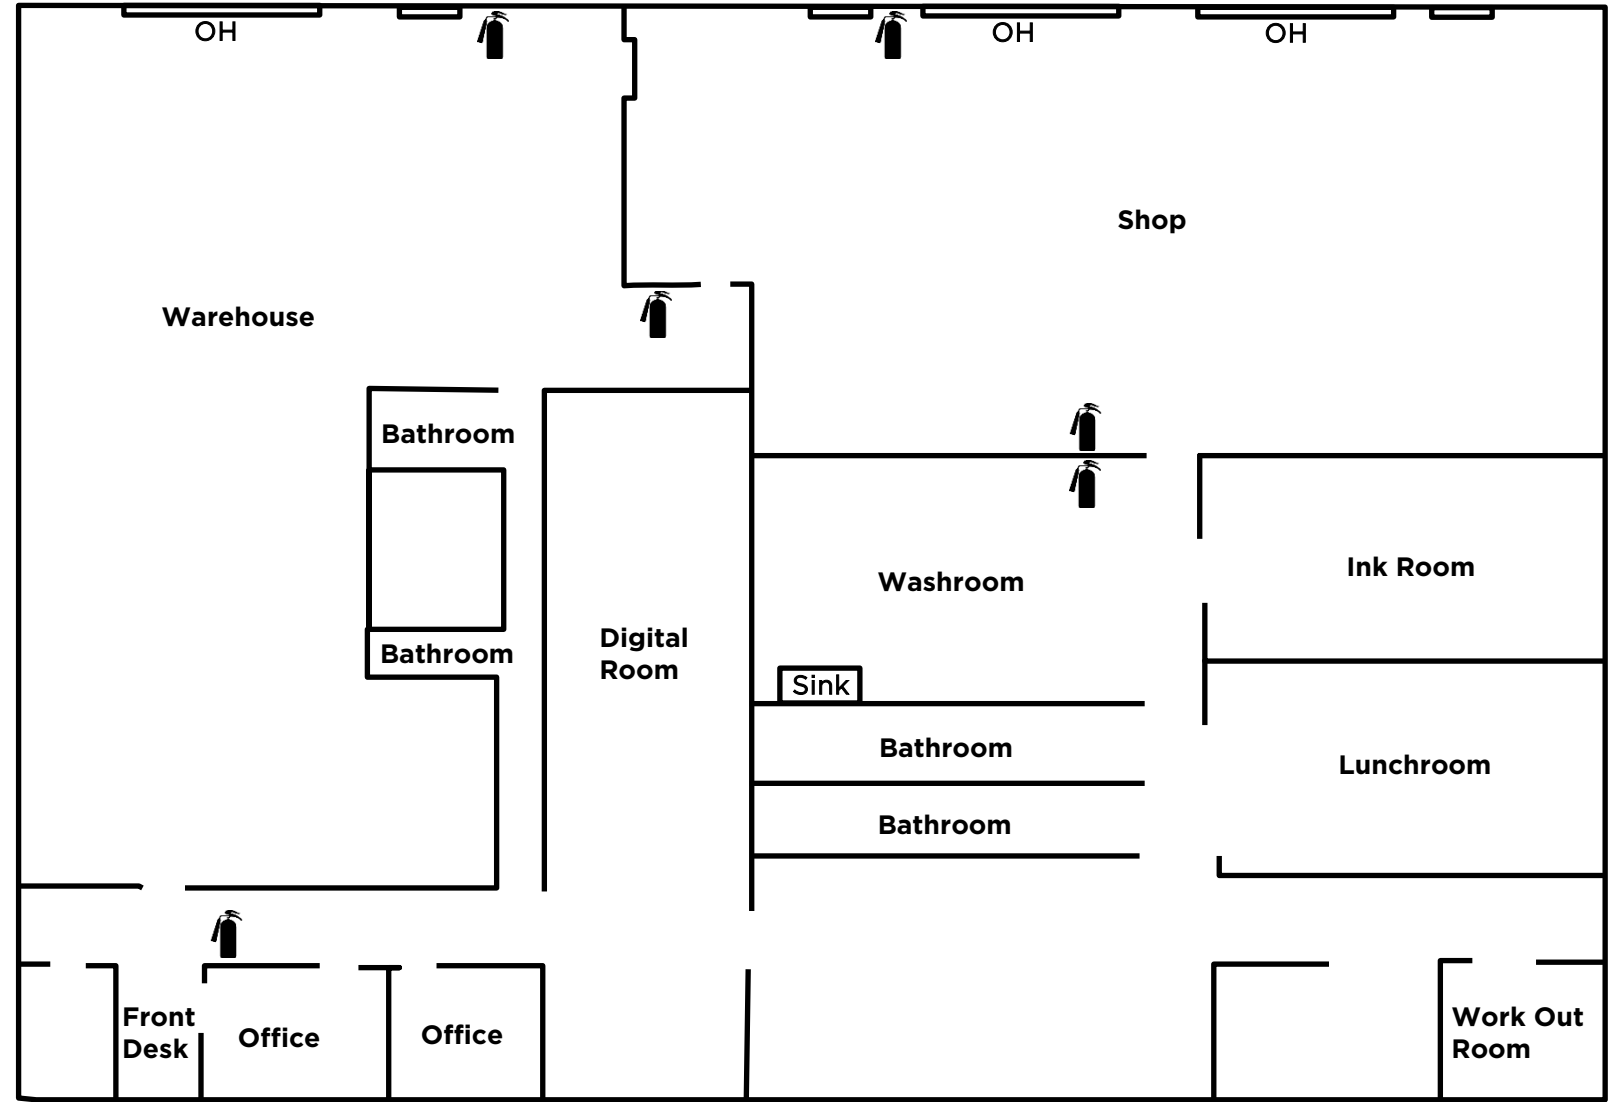 OH
OH
OH
Shop
Warehouse
Bathroom
Ink Room
Washroom
Digital
Room
Bathroom
Sink
Bathroom
Lunchroom
Bathroom
Front
Desk
Office
Office
Work Out
Room